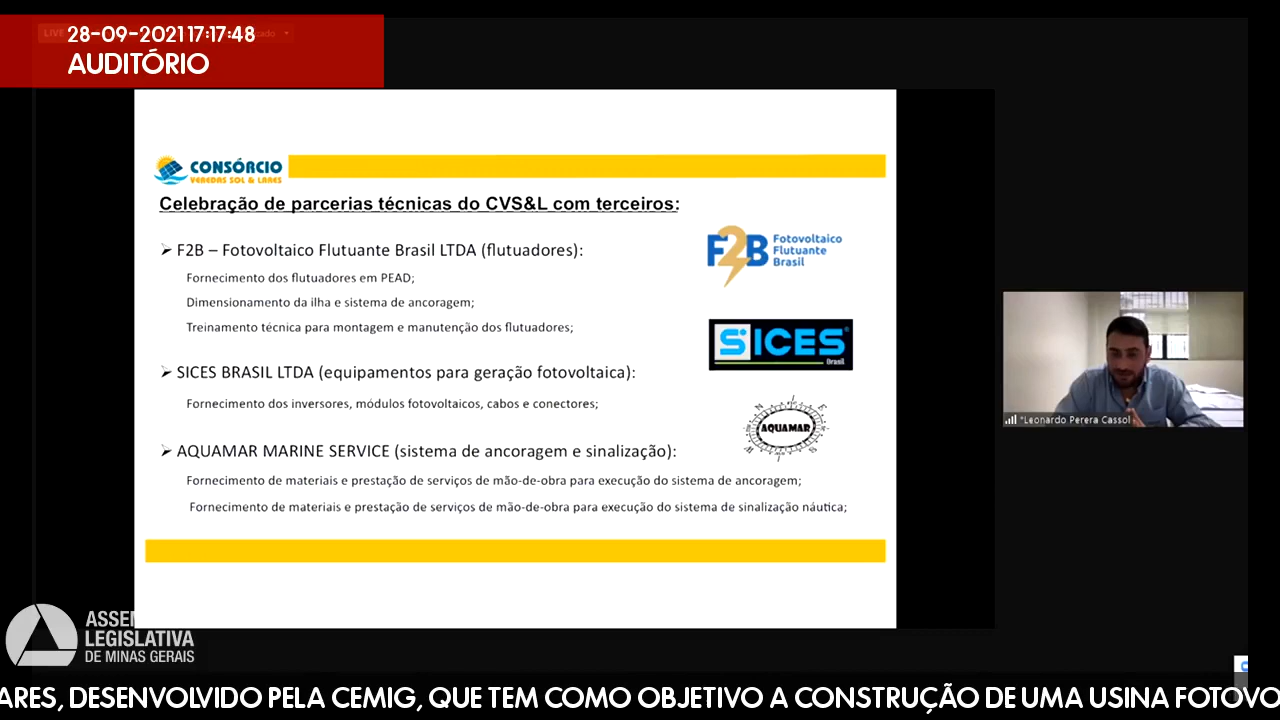 LIVE
28-09-2021 17:17:48
AUDITÓRIO
CONSÓRCIO
VEREDAS SOL & LARES
Celebração de parcerias técnicas do CVS&L com terceiros:
F2B – Fotovoltaico Flutuante Brasil LTDA (flutuadores):
Fornecimento dos flutuadores em PEAD;
Dimensionamento da ilha e sistema de ancoragem;
Treinamento técnica para montagem e manutenção dos flutuadores;
F2B Fotovoltaico
Flutuante
Brasil
SICES
Brasil
SICES BRASIL LTDA (equipamentos para geração fotovoltaica):
Fornecimento dos inversores, módulos fotovoltaicos, cabos e conectores;
AQUAMAR
AQUAMAR MARINE SERVICE (sistema de ancoragem e sinalização):
Fornecimento de materiais e prestação de serviços de mão-de-obra para execução do sistema de ancoragem;
Fornecimento de materiais e prestação de serviços de mão-de-obra para execução do sistema de sinalização náutica;
*Leonardo Perera Cassol
ASSEM
LEGISLATIVA
DE MINAS GERAIS
ARES, DESENVOLVIDO PELA CEMIG, QUE TEM COMO OBJETIVO A CONSTRUÇÃO DE UMA USINA FOTOVO